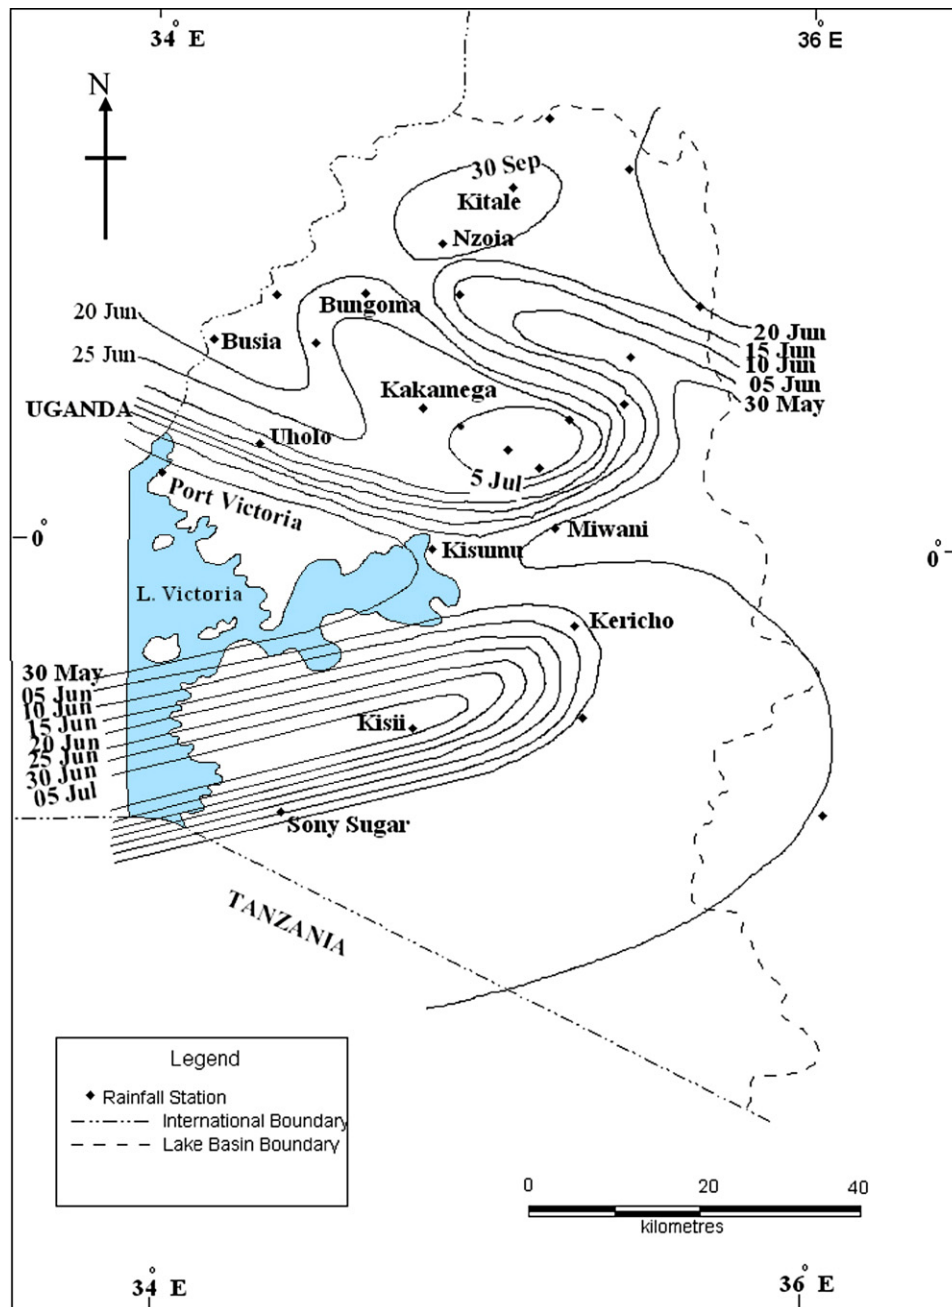 34° E
36° E
N
30 Sep
Kitale
Nzoia
20 Jun
Bungoma
Busia
20 Jun
15 Jun
10 Jun
05 Jun
30 May
25 Jun
Kakamega
UGANDA
Uholo
5 Jul
Port Victoria
Miwani
0°
Kisumu
0°
L. Victoria
Kericho
30 May
05 Jun
10 Jun
15 Jun
20 Jun
25 Jun
30 Jun
05 Jul
Kisii
Sony Sugar
TANZANIA
Legend
Rainfall Station
International Boundary
Lake Basin Boundary
0 20 40
kilometres
34° E
36° E